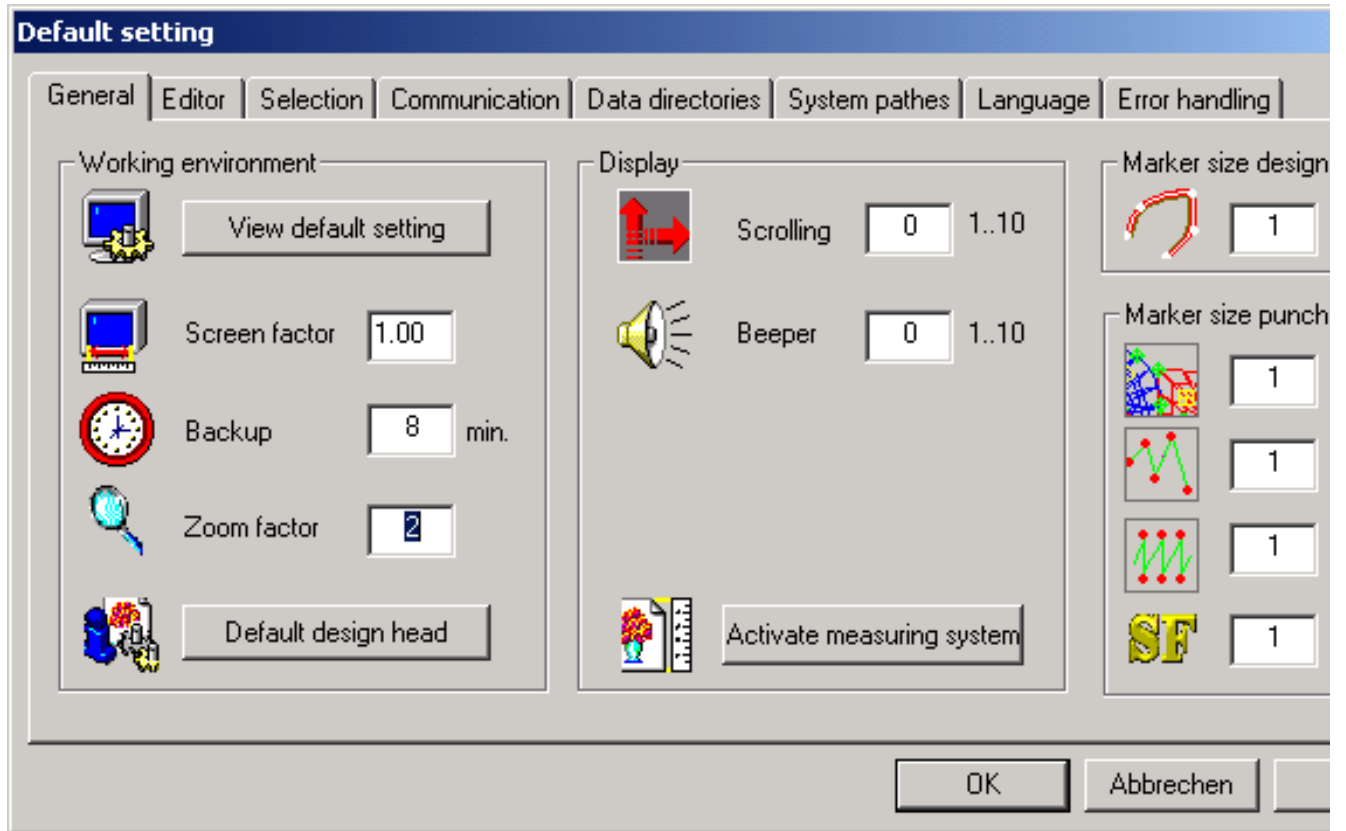 Default setting
General Editor Selection Communication Data directories System pathes Language Error handling
Working environment
View default setting
Screen factor 1.00
Backup 8 min.
Zoom factor 2
Default design head
Display
Scrolling 0 1..10
Beeper 0 1..10
Activate measuring system
Marker size design
1
Marker size punch
1
1
1
SF 1
OK Abbrechen